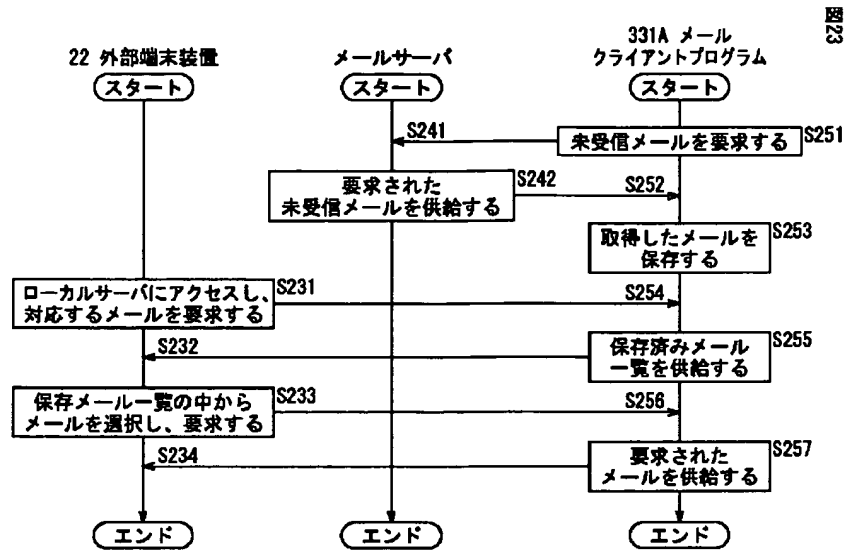 図23
22 外部端末装置
メールサーバ
331A メール
クライアントプログラム
スタート
スタート
スタート
S241
未受信メールを要求する
S251
要求された
未受信メールを供給する
S242
S252
取得したメールを
保存する
S253
ローカルサーバにアクセスし、
対応するメールを要求する
S231
S254
S232
保存済みメール
一覧を供給する
S255
保存メール一覧の中から
メールを選択し、要求する
S233
S256
S234
要求された
メールを供給する
S257
エンド
エンド
エンド